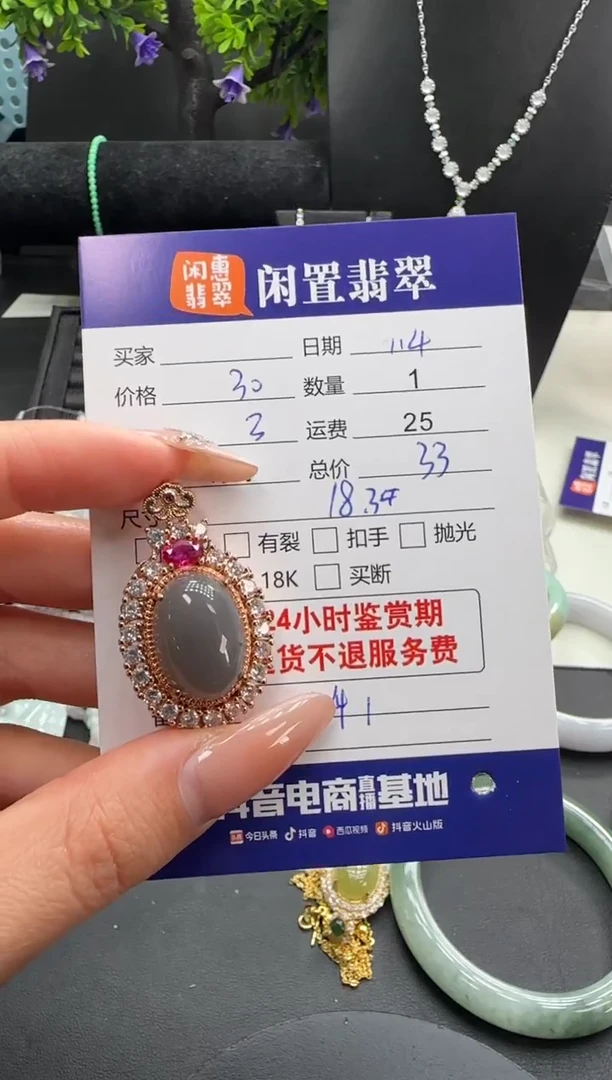 闲惠翡翠 闲置翡翠
买家 日期 11.4
价格 30 数量 1
3 运费 25
总价 33
尺寸 18.34
有裂 扣手 抛光
18K 买断
24小时鉴赏期
货不退服务费
41
抖音电商直播基地
今日头条 抖音 西瓜视频 抖音火山版